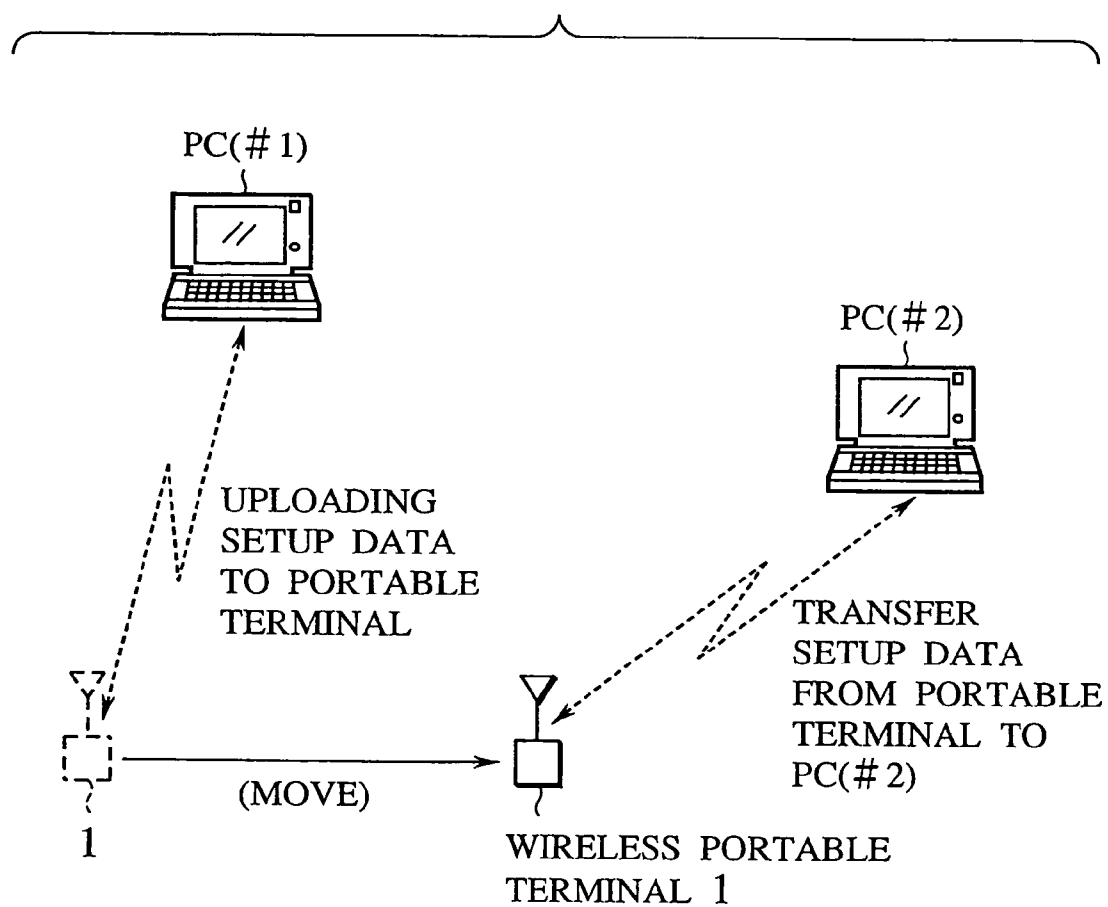 PC(#1)
PC(#2)
UPLOADING
SETUP DATA
TO PORTABLE
TERMINAL
TRANSFER
SETUP DATA
FROM PORTABLE
TERMINAL TO
PC(#2)
(MOVE)
1
WIRELESS PORTABLE
TERMINAL 1